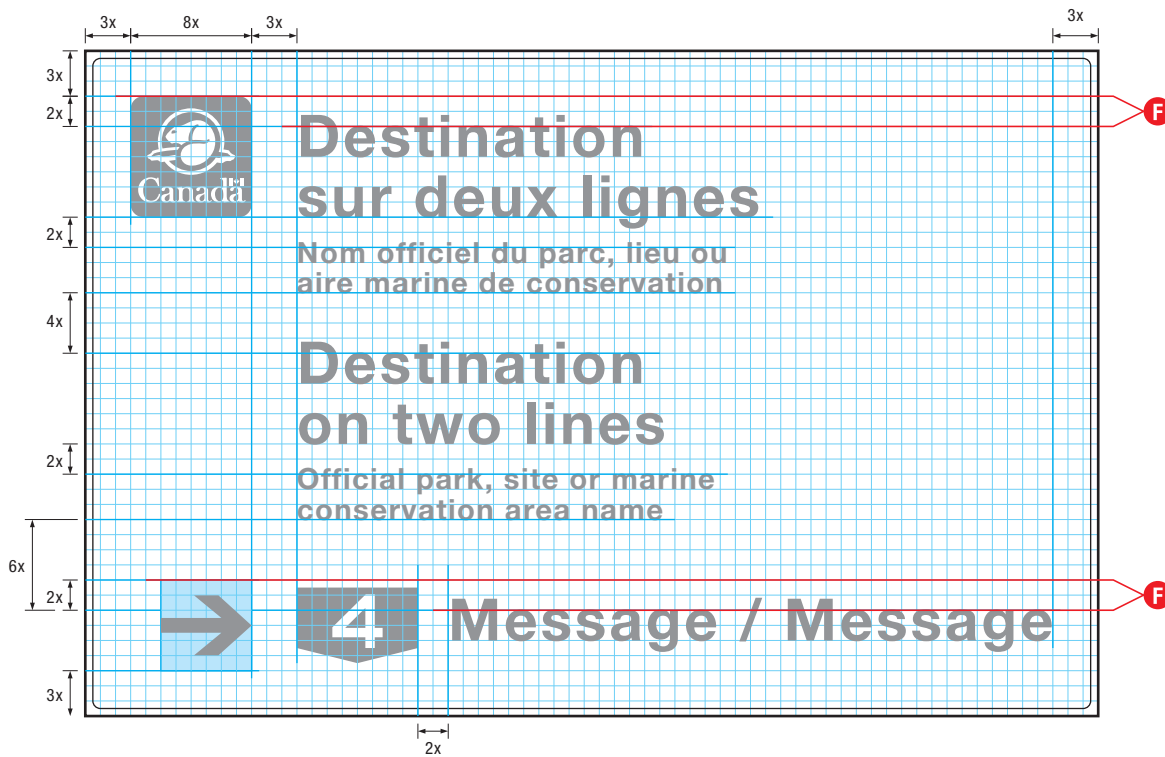 3x 8x 3x 3x
3x
2x
F
Canada
Destination
sur deux lignes
2x
Nom officiel du parc, lieu ou
aire marine de conservation
4x
Destination
on two lines
2x
Official park, site or marine
conservation area name
6x
2x
F
4 Message / Message
3x
2x